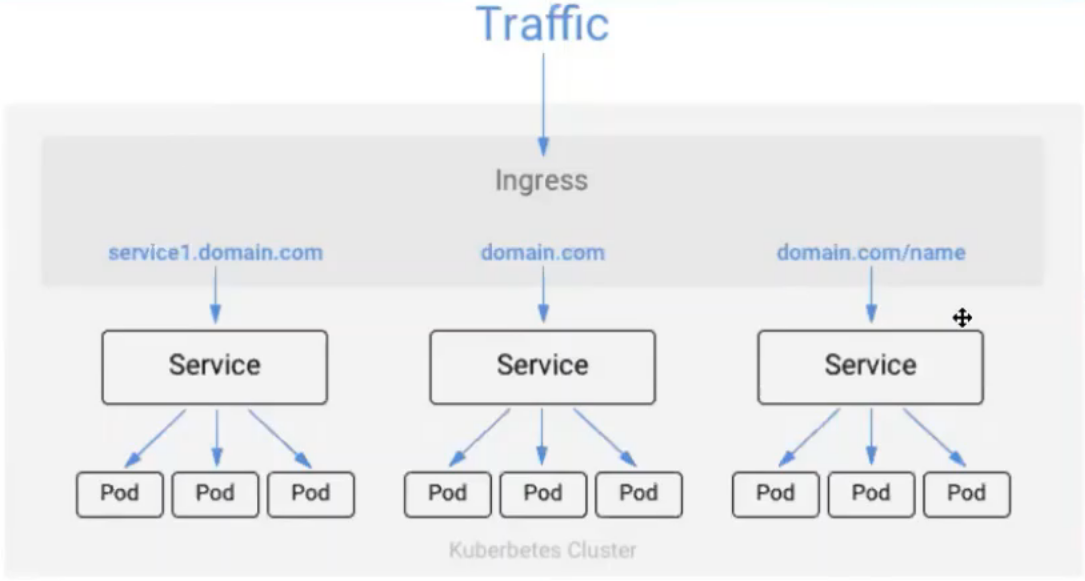 Traffic
Ingress
service1.domain.com domain.com domain.com/name
Service Service Service
Pod Pod Pod Pod Pod Pod Pod Pod Pod
Kuberbetes Cluster